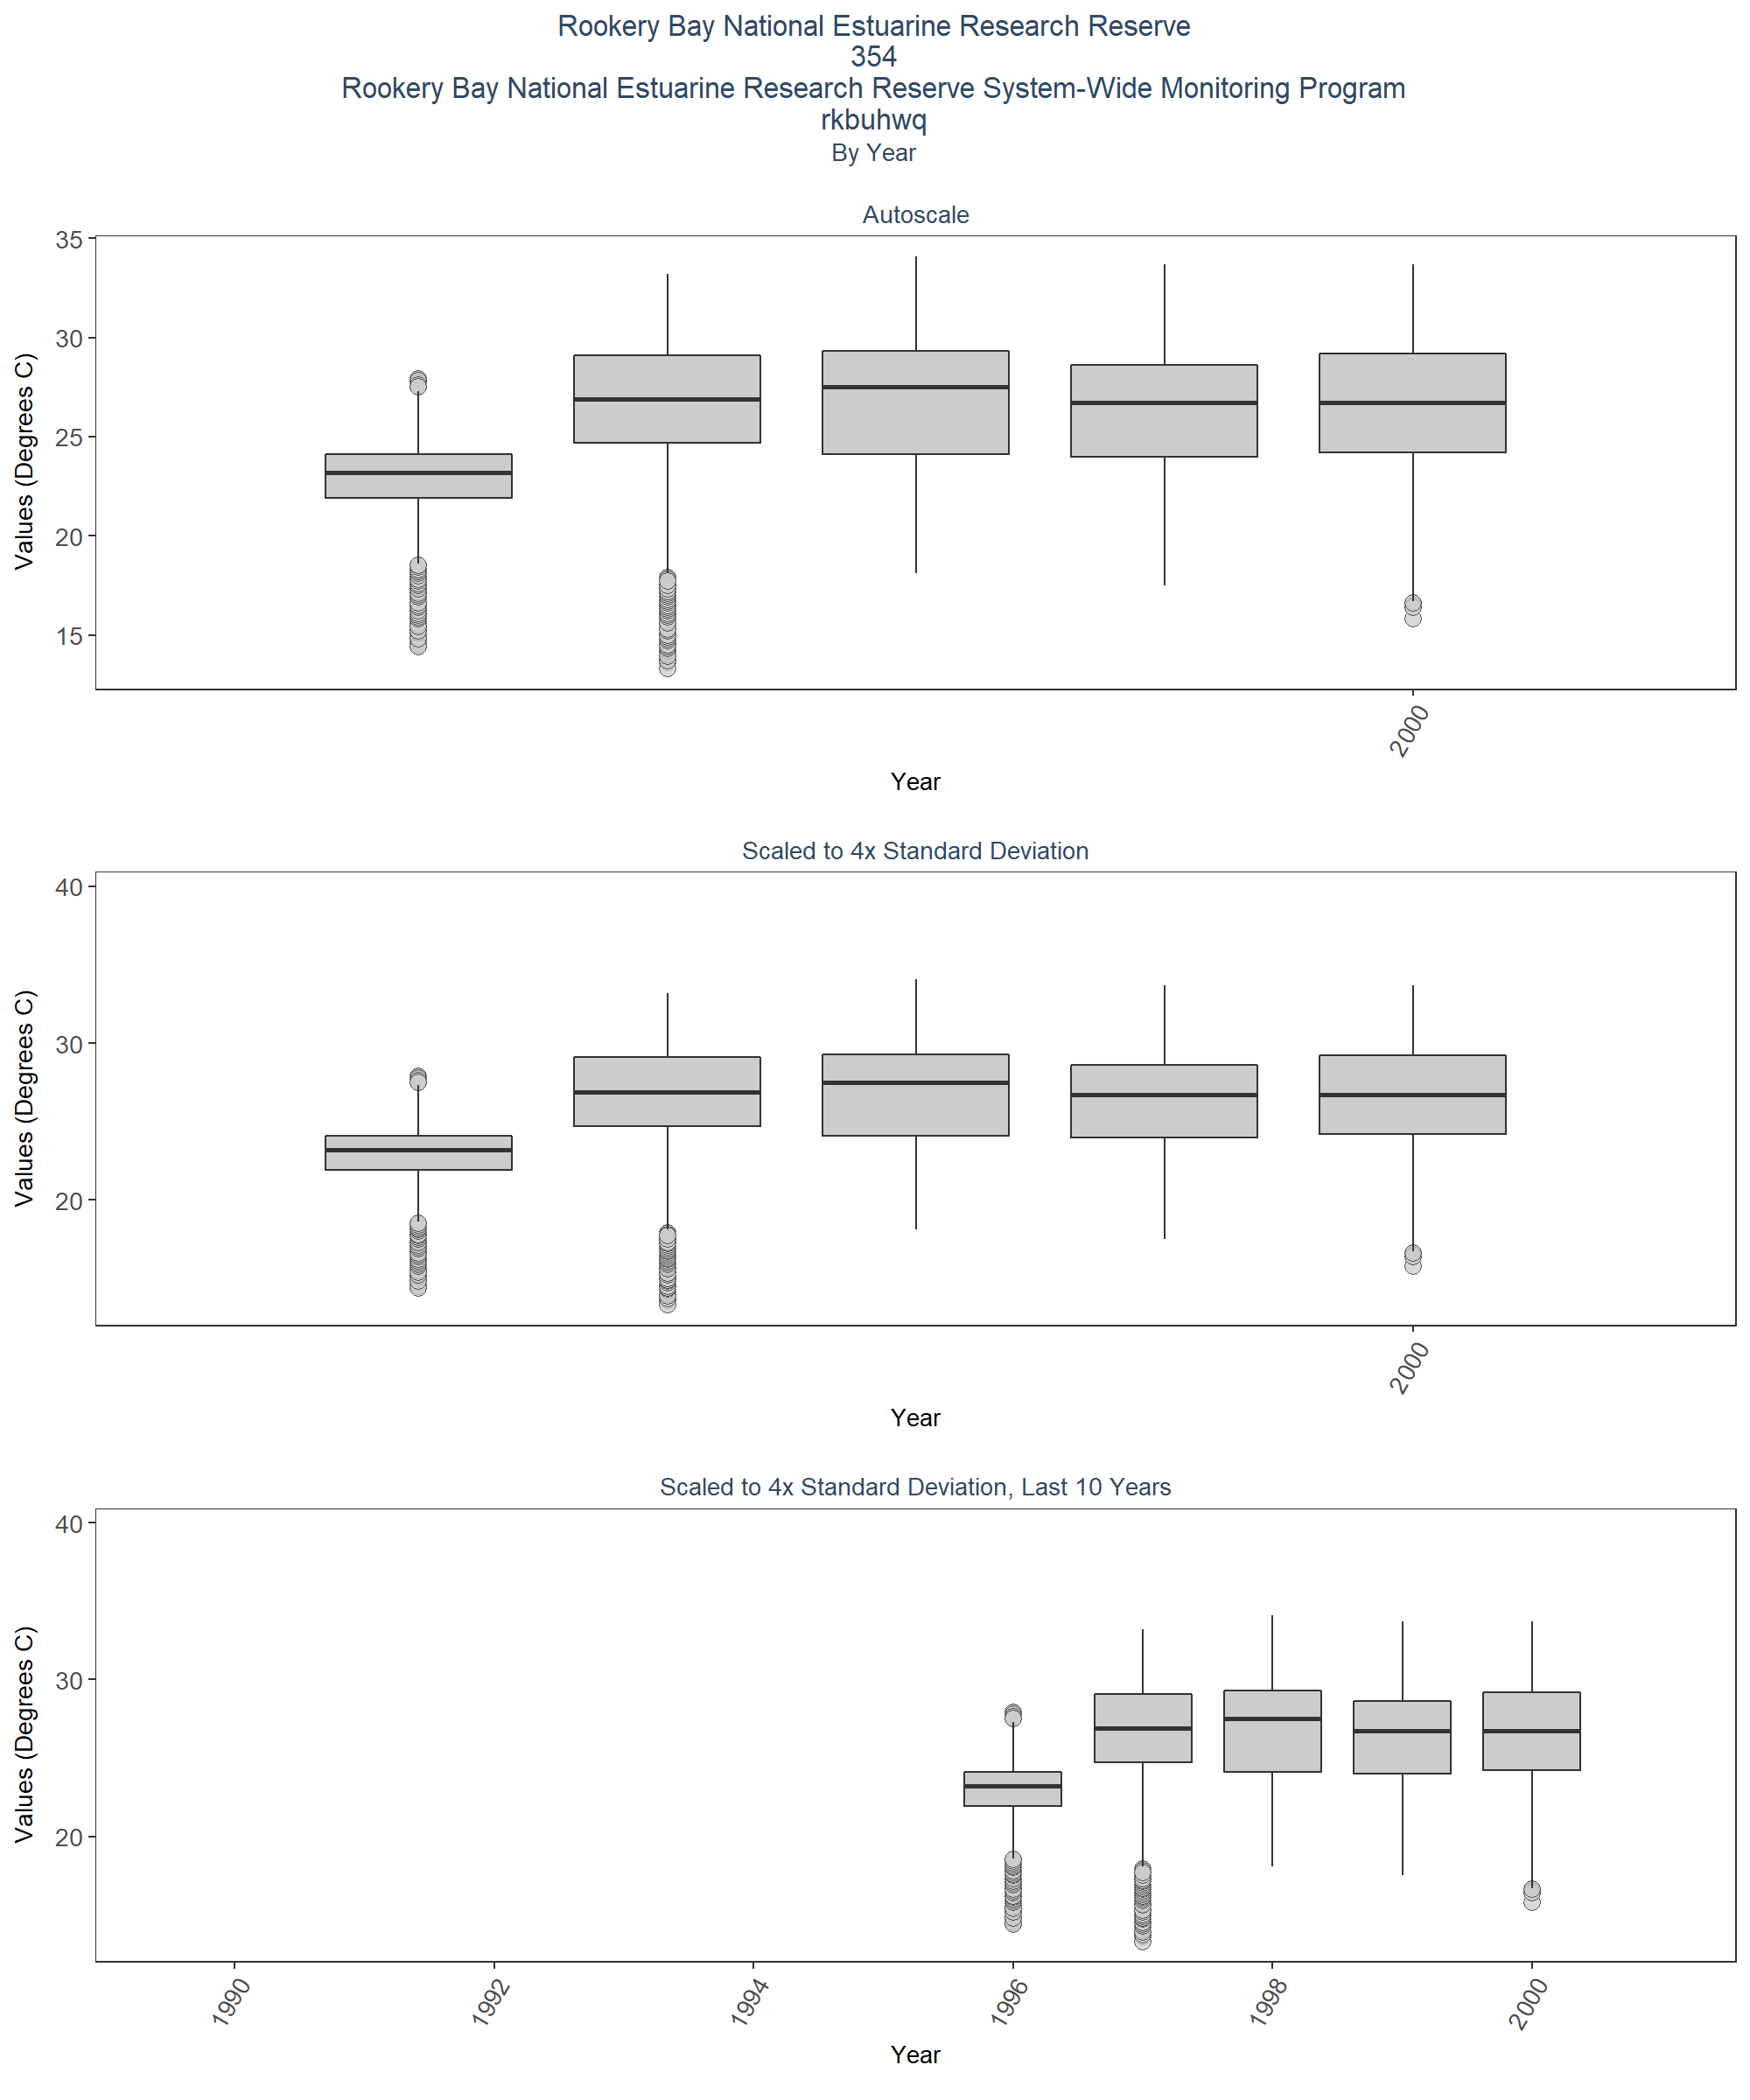 Rookery Bay National Estuarine Research Reserve
354
Rookery Bay National Estuarine Research Reserve System-Wide Monitoring Program
rkbuhwq
By Year
Autoscale
Values (Degrees C)
35
30
25
20
15
2000
Year
Scaled to 4x Standard Deviation
Values (Degrees C)
40
30
20
2000
Year
Scaled to 4x Standard Deviation, Last 10 Years
Values (Degrees C)
40
30
20
1990 1992 1994 1996 1998 2000
Year